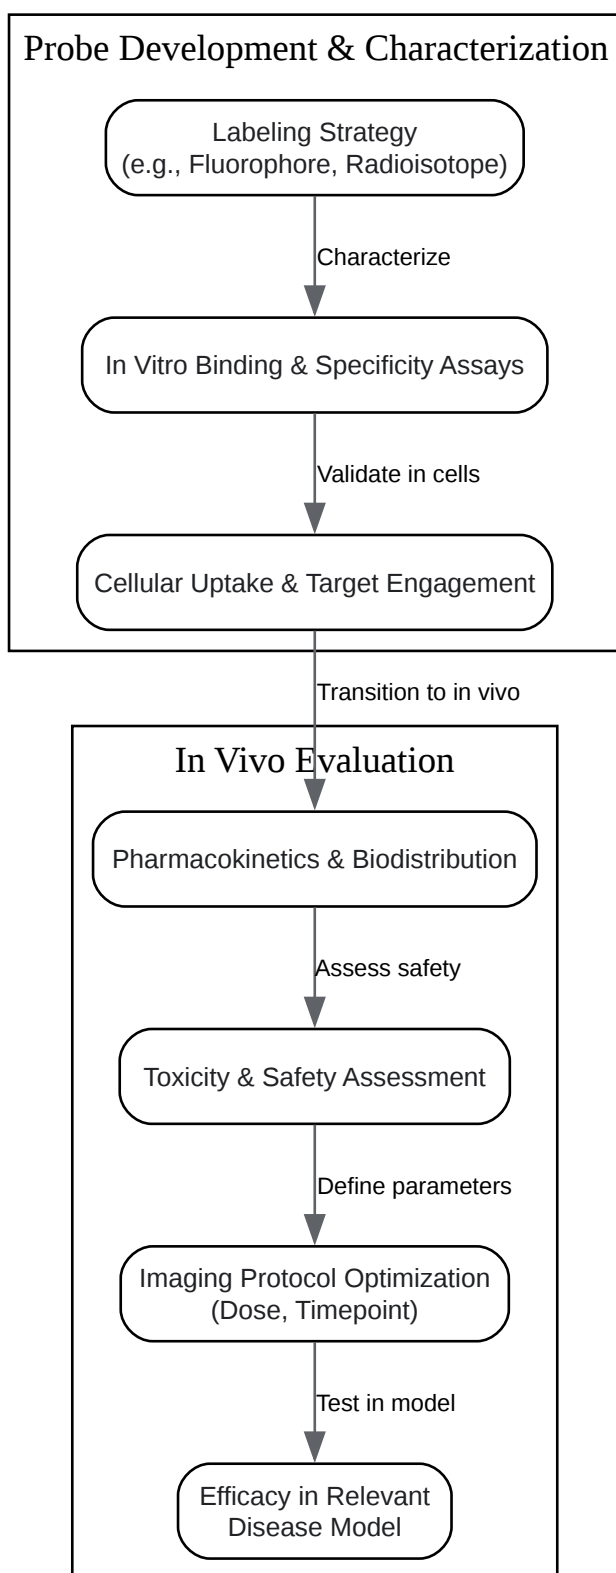 Probe Development & Characterization
Labeling Strategy
(e.g., Fluorophore, Radioisotope)
Characterize
In Vitro Binding & Specificity Assays
Validate in cells
Cellular Uptake & Target Engagement
Transition to in vivo
In Vivo Evaluation
Pharmacokinetics & Biodistribution
Assess safety
Toxicity & Safety Assessment
Define parameters
Imaging Protocol Optimization
(Dose, Timepoint)
Test in model
Efficacy in Relevant
Disease Model